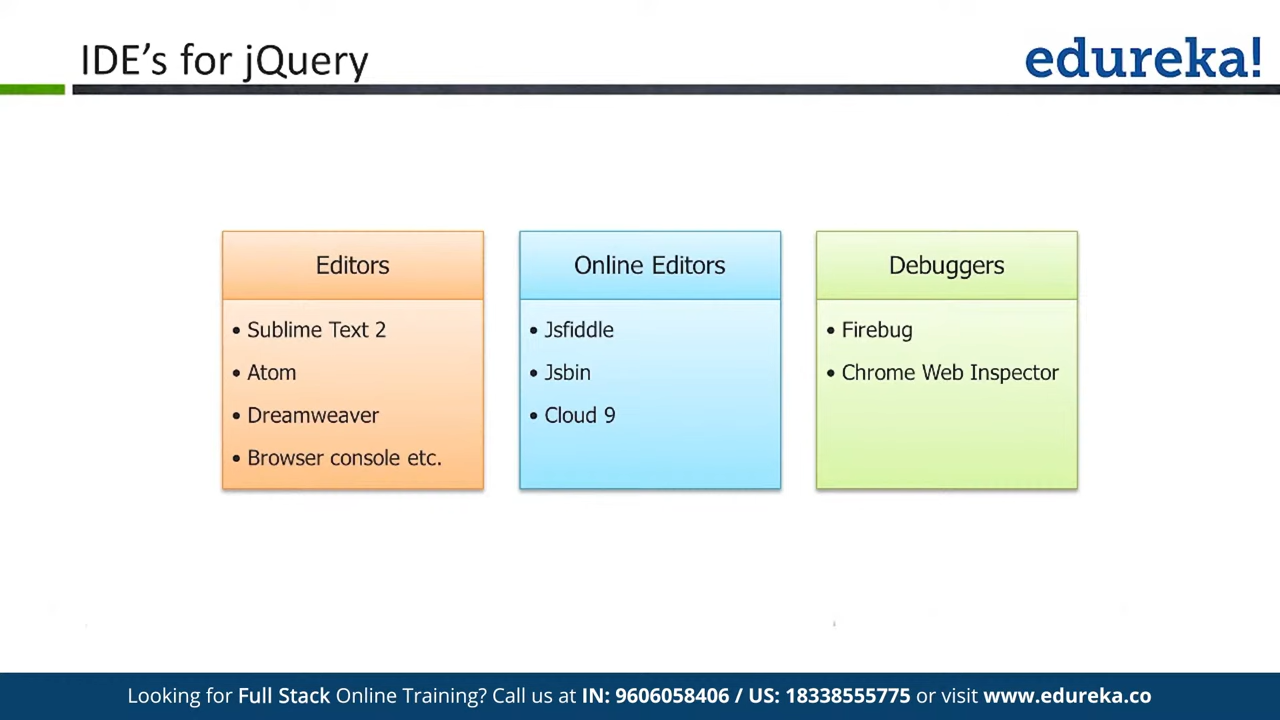 IDE's for jQuery
edureka!
Editors
• Sublime Text 2
• Atom
• Dreamweaver
• Browser console etc.
Online Editors
• Jsfiddle
• Jsbin
• Cloud 9
Debuggers
• Firebug
• Chrome Web Inspector
Looking for Full Stack Online Training? Call us at IN: 9606058406 / US: 18338555775 or visit www.edureka.co